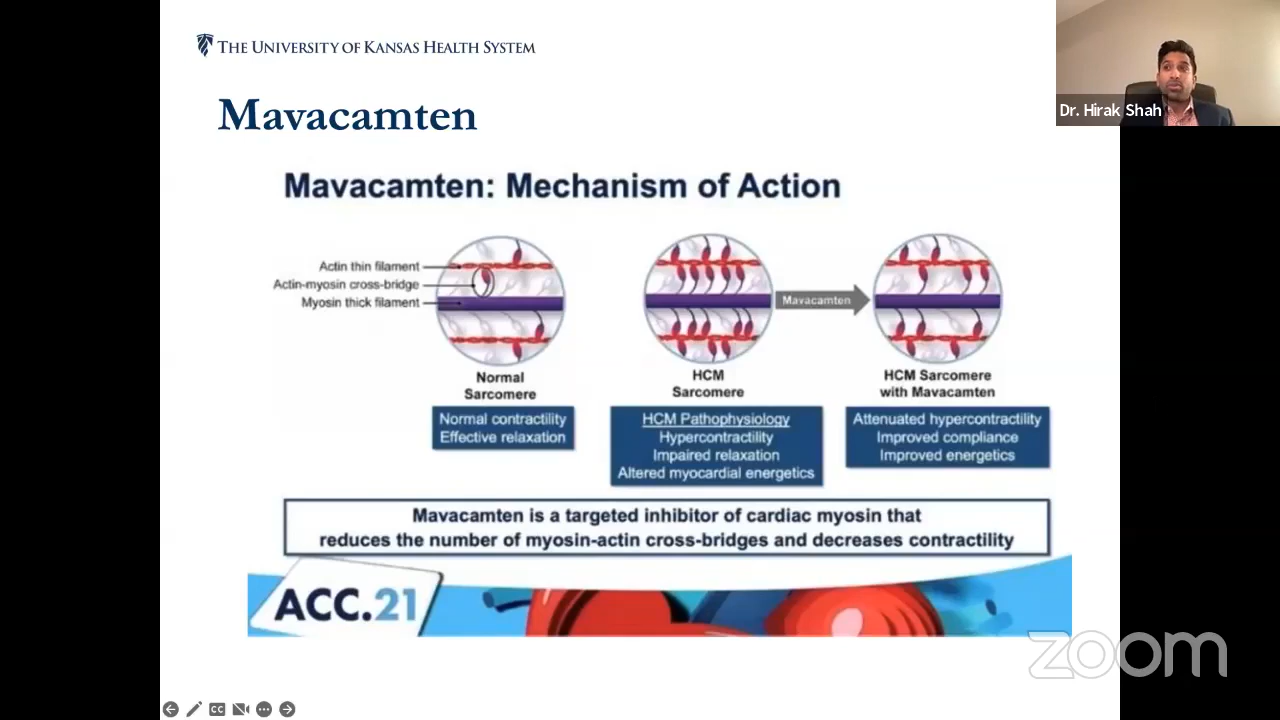 THE UNIVERSITY OF KANSAS HEALTH SYSTEM
Dr. Hirak Shah
Mavacamten
Mavacamten: Mechanism of Action
Actin thin filament
Actin-myosin cross-bridge
Myosin thick filament
Mavacamten
Normal
Sarcomere
Normal contractility
Effective relaxation
HCM
Sarcomere
HCM Pathophysiology
Hypercontractility
Impaired relaxation
Altered myocardial energetics
HCM Sarcomere
with Mavacamten
Attenuated hypercontractility
Improved compliance
Improved energetics
Mavacamten is a targeted inhibitor of cardiac myosin that
reduces the number of myosin-actin cross-bridges and decreases contractility
ACC.21
zoom
CC